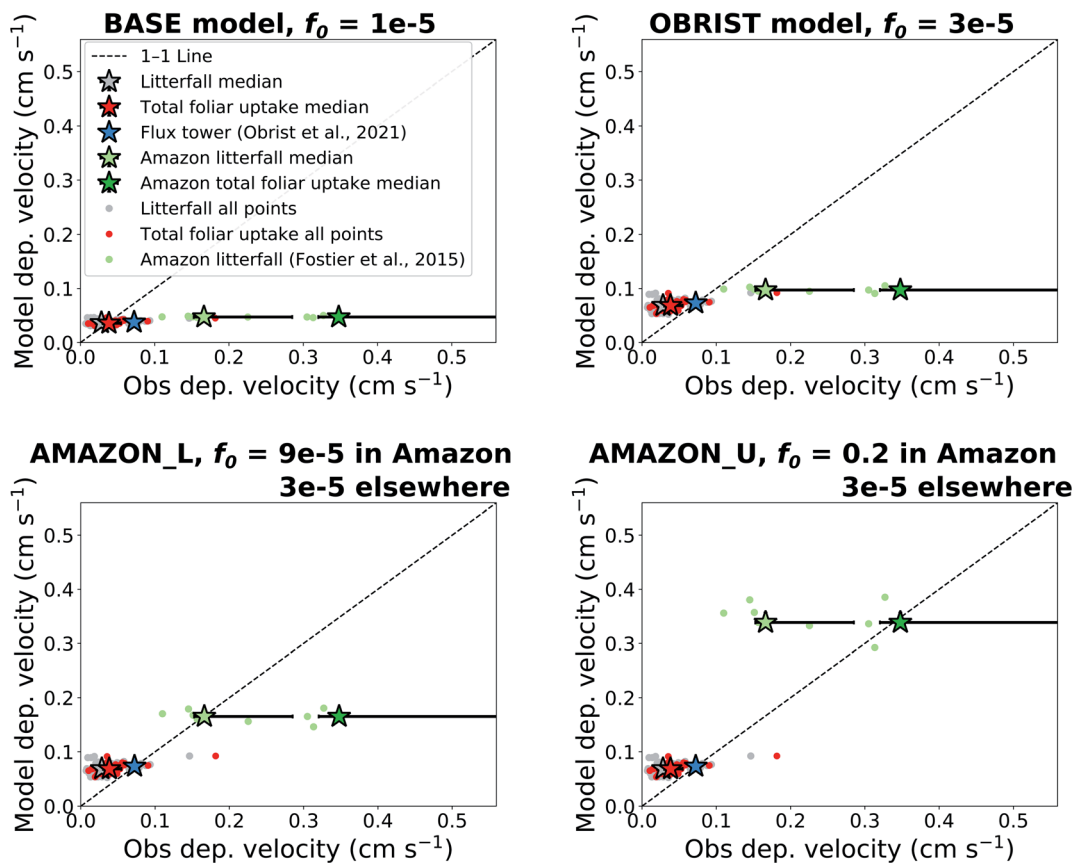 BASE model, f₀ = 1e-5
Model dep. velocity (cm s⁻¹)
0.5
0.4
0.3
0.2
0.1
0.0
1–1 Line
Litterfall median
Total foliar uptake median
Flux tower (Obrist et al., 2021)
Amazon litterfall median
Amazon total foliar uptake median
Litterfall all points
Total foliar uptake all points
Amazon litterfall (Fostier et al., 2015)
0.0 0.1 0.2 0.3 0.4 0.5
Obs dep. velocity (cm s⁻¹)
OBRIST model, f₀ = 3e-5
Model dep. velocity (cm s⁻¹)
0.5
0.4
0.3
0.2
0.1
0.0
0.0 0.1 0.2 0.3 0.4 0.5
Obs dep. velocity (cm s⁻¹)
AMAZON_L, f₀ = 9e-5 in Amazon
3e-5 elsewhere
Model dep. velocity (cm s⁻¹)
0.5
0.4
0.3
0.2
0.1
0.0
0.0 0.1 0.2 0.3 0.4 0.5
Obs dep. velocity (cm s⁻¹)
AMAZON_U, f₀ = 0.2 in Amazon
3e-5 elsewhere
Model dep. velocity (cm s⁻¹)
0.5
0.4
0.3
0.2
0.1
0.0
0.0 0.1 0.2 0.3 0.4 0.5
Obs dep. velocity (cm s⁻¹)